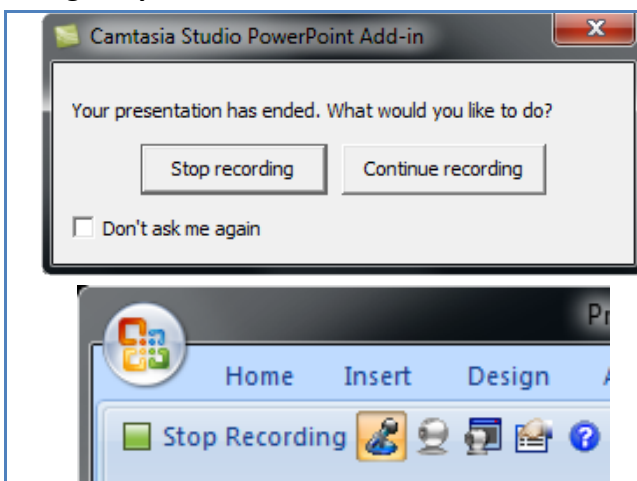 Camtasia Studio PowerPoint Add-in
Your presentation has ended. What would you like to do?
Stop recording Continue recording
Don't ask me again
Home Insert Design
Stop Recording